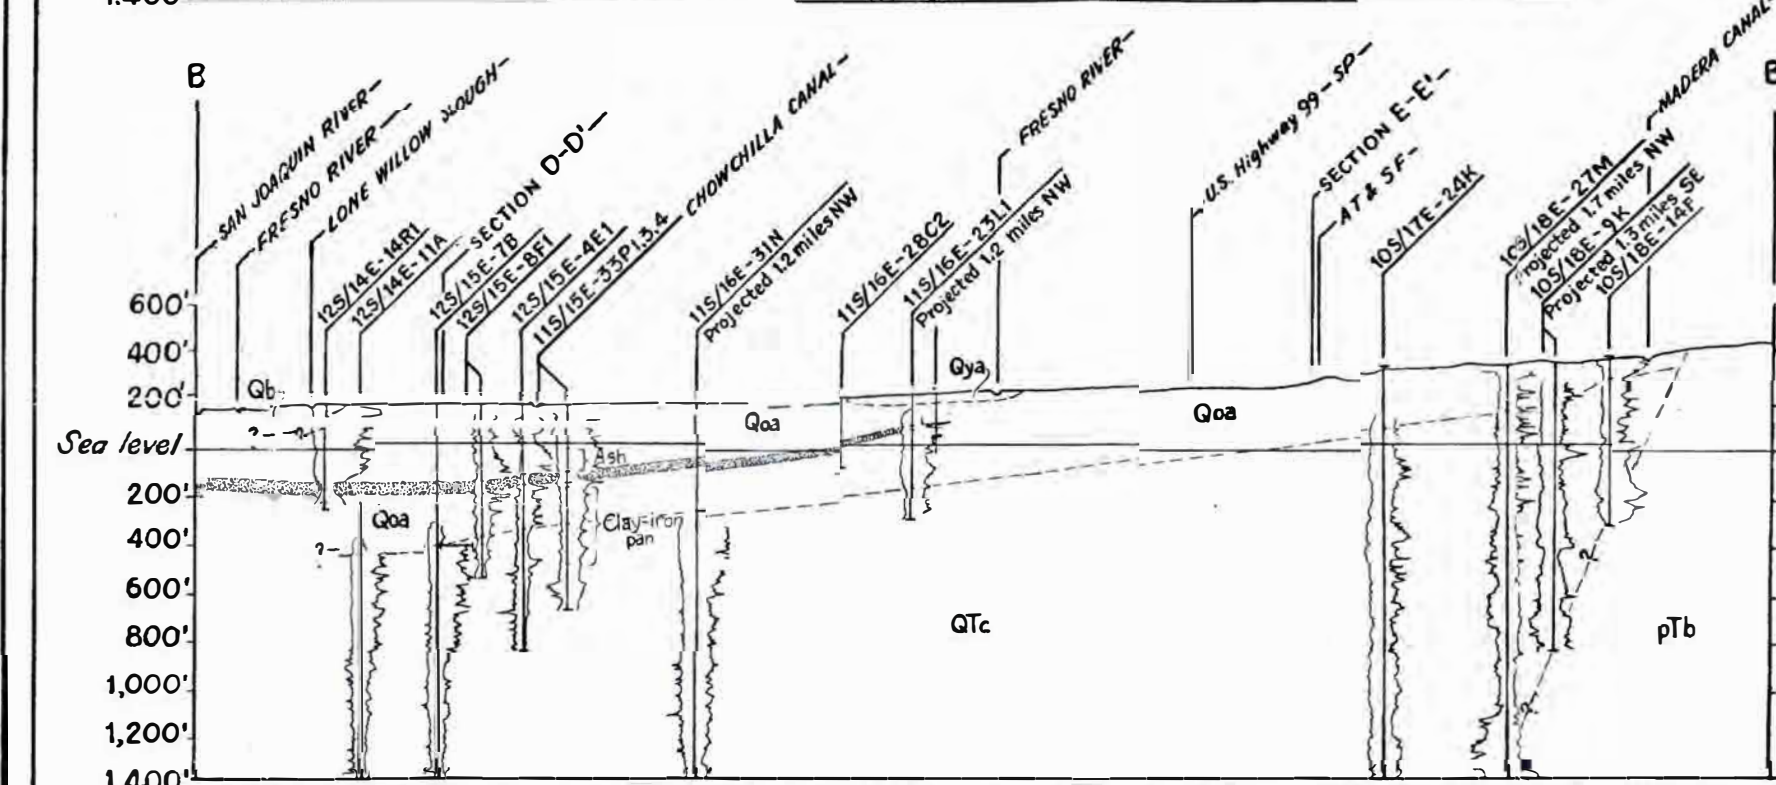 1.400
B
SAN JOAQUIN RIVER
FRESNO RIVER
LONE WILLOW SLOUGH
12S/14E-14R1
12S/14E-11A
SECTION D-D'
12S/15E-7B
12S/15E-8F1
12S/15E-4E1
11S/15E-33P1,3,4
CHOWCHILLA CANAL
11S/16E-31N
Projected 1.2 miles NW
11S/16E-28C2
11S/16E-23L1
Projected 1.2 miles NW
FRESNO RIVER
U.S. Highway 99-SP
SECTION E-E'
AT & SF
10S/17E-24K
10S/18E-27M
Projected 1.7 miles NW
10S/18E-9K
Projected 1.3 miles SE
10S/18E-14F
MADERA CANAL
B
600'
400'
200'
Sea level
200'
400'
600'
800'
1,000'
1,200'
1,400'
Qb
?
?
Qoa
Qya
Qoa
Ash
Qoa
Clay-iron
pan
?
?
QTc
?
?
pTb